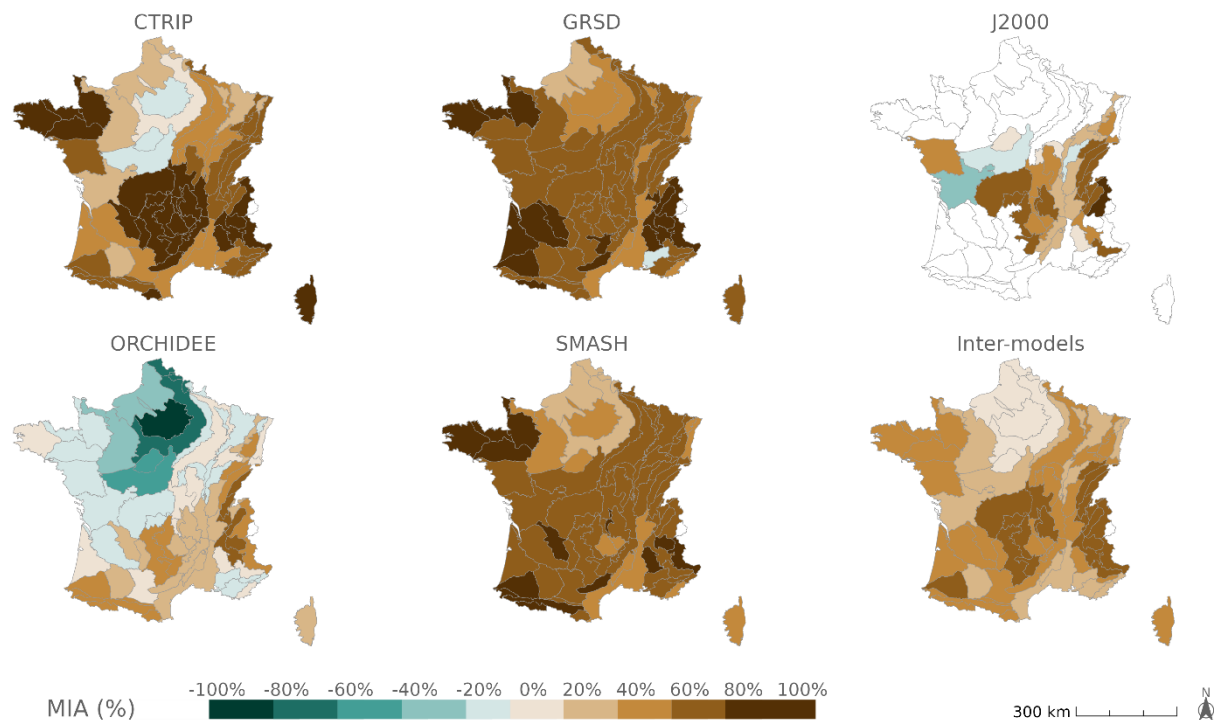 CTRIP GRSD J2000
ORCHIDEE SMASH Inter-models
-100% -80% -60% -40% -20% 0% 20% 40% 60% 80% 100%
MIA (%)
300 km
N